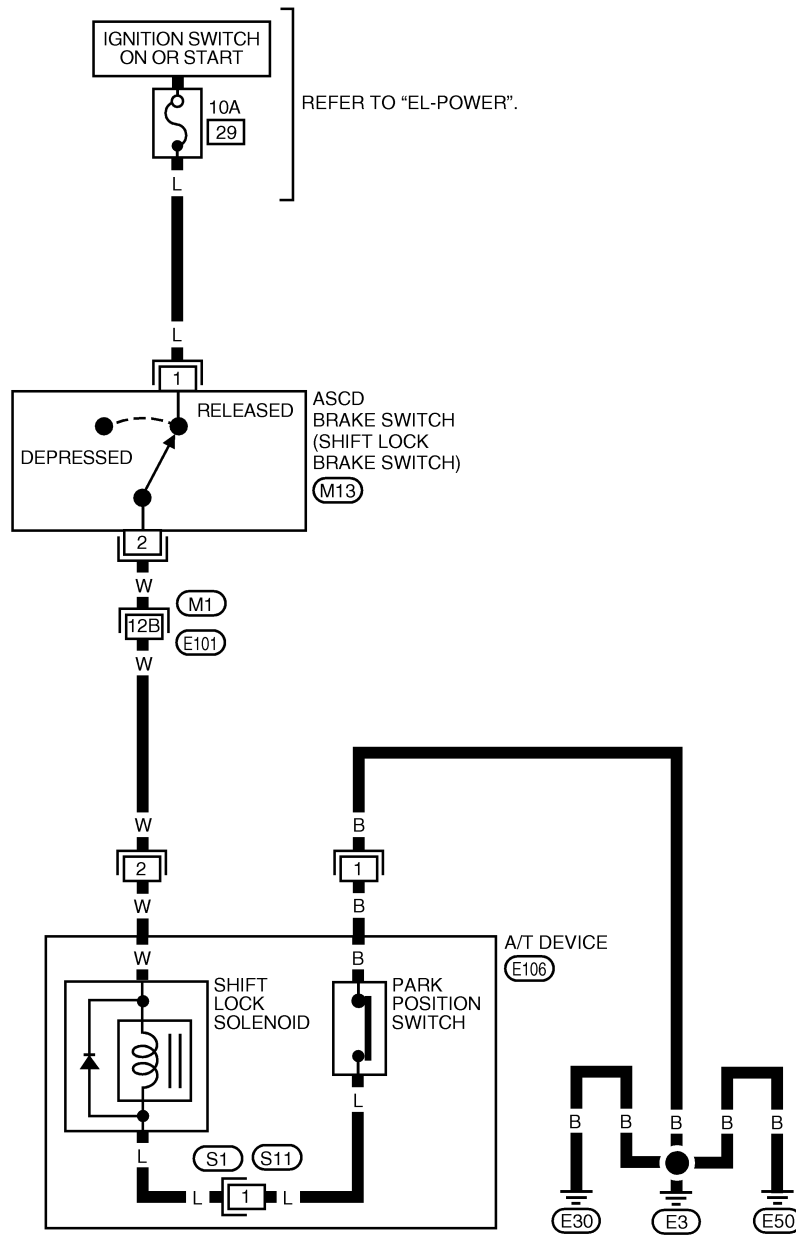 IGNITION SWITCH
ON OR START
10A
29
REFER TO “EL-POWER”.
L
L
1
RELEASED
DEPRESSED
ASCD
BRAKE SWITCH
(SHIFT LOCK
BRAKE SWITCH)
M13
2
W
M1
12B
E101
W
W
B
2
1
W
B
A/T DEVICE
E106
W
B
SHIFT
LOCK
SOLENOID
PARK
POSITION
SWITCH
L
L
S1
S11
L
1
L
B
B
B
B
B
E30
E3
E50